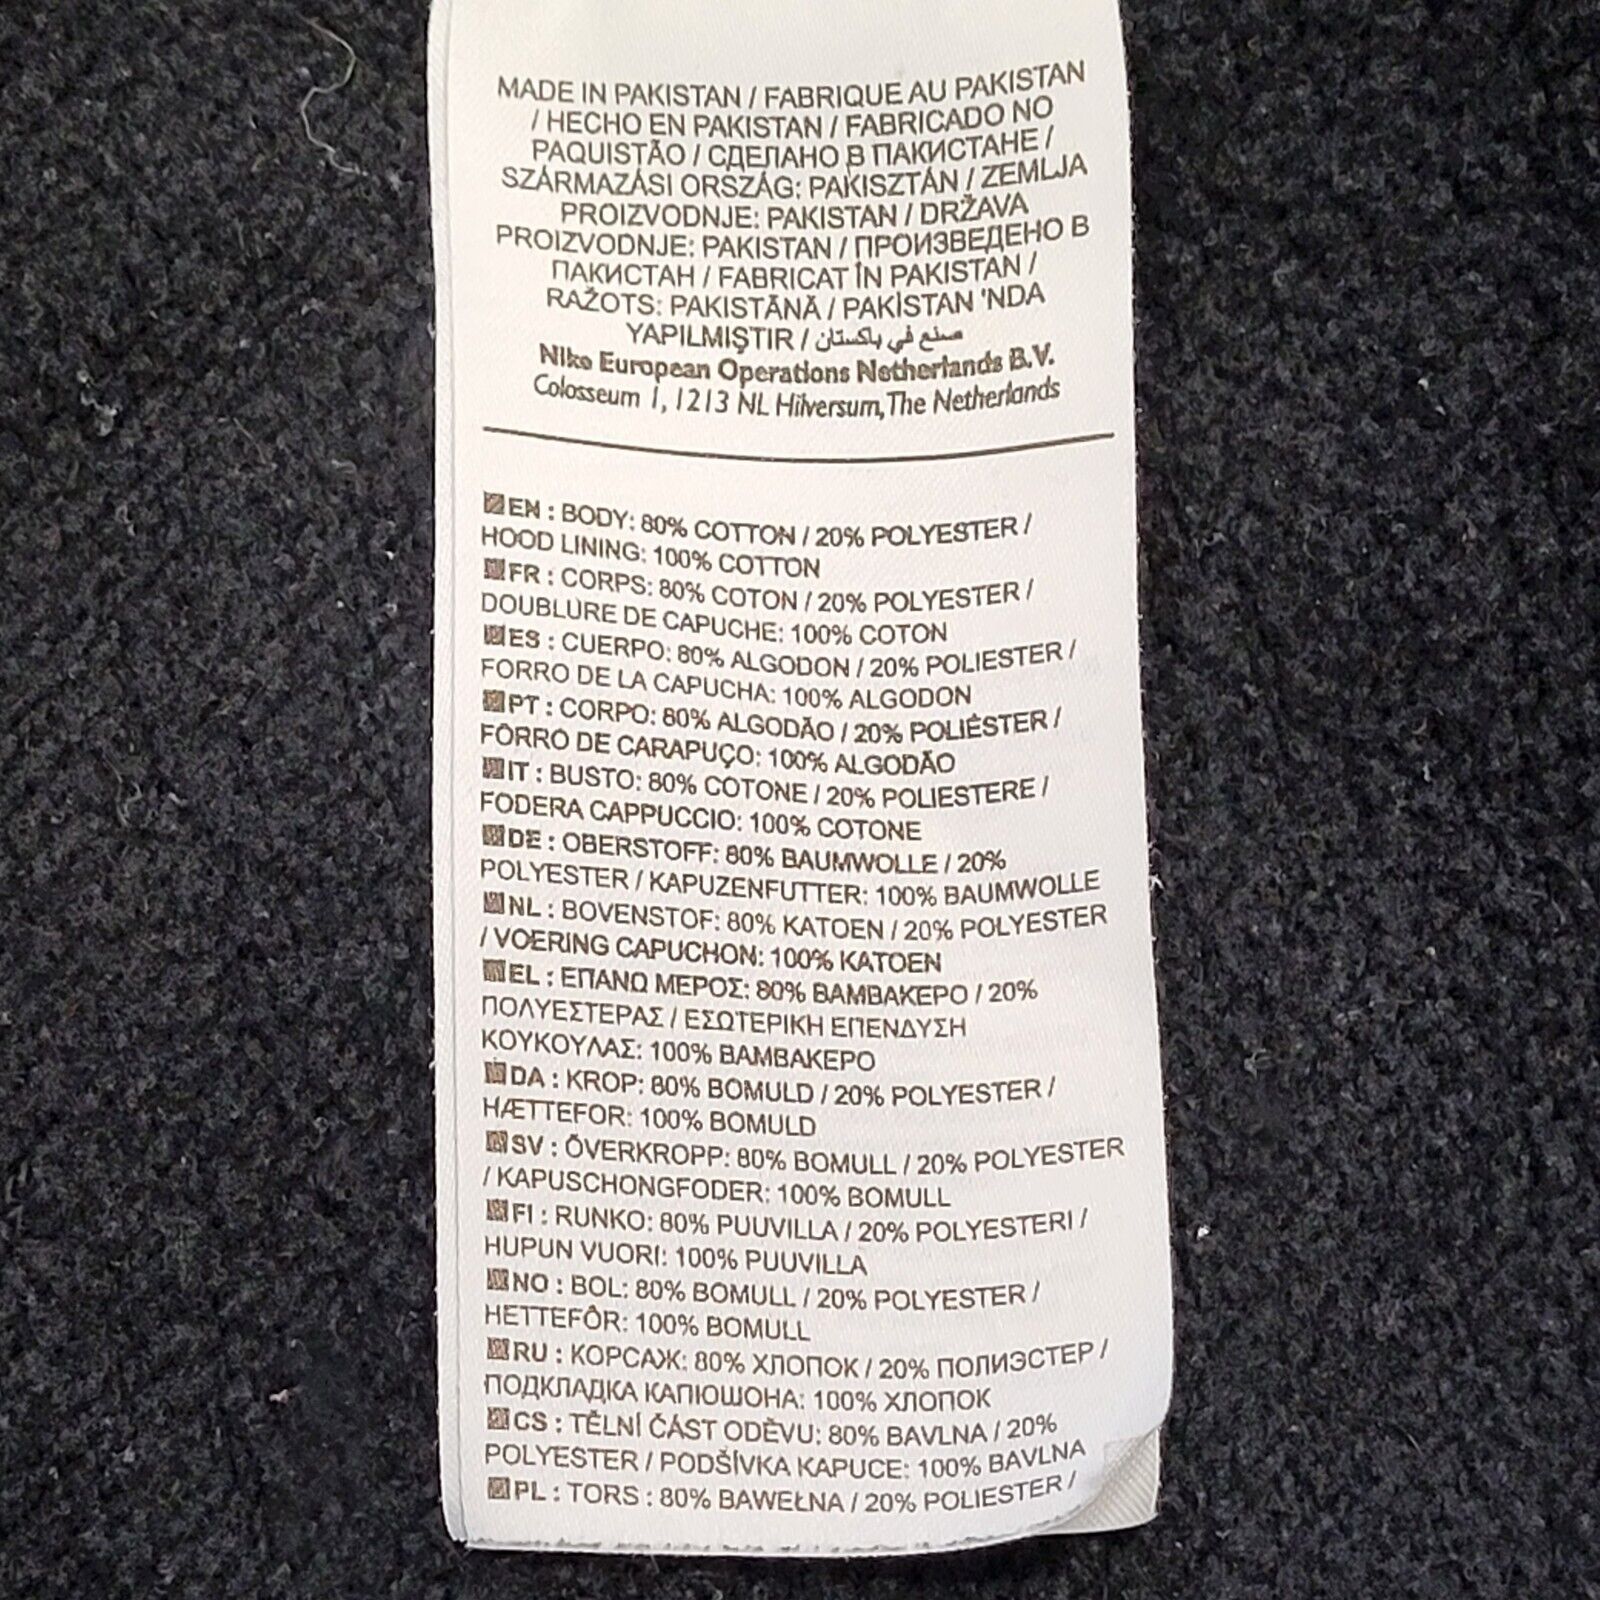 MADE IN PAKISTAN / FABRIQUE AU PAKISTAN
/ HECHO EN PAKISTAN / FABRICADO NO
PAQUISTÃO / СДЕЛАНО В ПАКИСТАНЕ /
SZÁRMAZÁSI ORSZÁG: PAKISZTÁN / ZEMLJA
PROIZVODNJE: PAKISTAN / DRŽAVA
PROIZVODNJE: PAKISTAN / ПРОИЗВЕДЕНО В
ПАКИСТАН / FABRICAT ÎN PAKISTAN /
RAŽOTS: PAKISTĀNĀ / PAKİSTAN 'NDA
YAPILMIŞTIR / صنع في باكستان
Nike European Operations Netherlands B.V.
Colosseum 1, 1213 NL Hilversum, The Netherlands
EN : BODY: 80% COTTON / 20% POLYESTER /
HOOD LINING: 100% COTTON
FR : CORPS: 80% COTON / 20% POLYESTER /
DOUBLURE DE CAPUCHE: 100% COTON
ES : CUERPO: 80% ALGODON / 20% POLIESTER /
FORRO DE LA CAPUCHA: 100% ALGODON
PT : CORPO: 80% ALGODÃO / 20% POLIÉSTER /
FÔRRO DE CARAPUÇO: 100% ALGODÃO
IT : BUSTO: 80% COTONE / 20% POLIESTERE /
FODERA CAPPUCCIO: 100% COTONE
DE : OBERSTOFF: 80% BAUMWOLLE / 20%
POLYESTER / KAPUZENFUTTER: 100% BAUMWOLLE
NL : BOVENSTOF: 80% KATOEN / 20% POLYESTER
/ VOERING CAPUCHON: 100% KATOEN
EL : ΕΠΑΝΩ ΜΕΡΟΣ: 80% ΒΑΜΒΑΚΕΡΟ / 20%
ΠΟΛΥΕΣΤΕΡΑΣ / ΕΣΩΤΕΡΙΚΗ ΕΠΕΝΔΥΣΗ
ΚΟΥΚΟΥΛΑΣ: 100% ΒΑΜΒΑΚΕΡΟ
DA : KROP: 80% BOMULD / 20% POLYESTER /
HÆTTEFOR: 100% BOMULD
SV : ÖVERKROPP: 80% BOMULL / 20% POLYESTER
/ KAPUSCHONGFODER: 100% BOMULL
FI : RUNKO: 80% PUUVILLA / 20% POLYESTERI /
HUPUN VUORI: 100% PUUVILLA
NO : BOL: 80% BOMULL / 20% POLYESTER /
HETTEFÔR: 100% BOMULL
RU : КОРСАЖ: 80% ХЛОПОК / 20% ПОЛИЭСТЕР /
ПОДКЛАДКА КАПЮШОНА: 100% ХЛОПОК
CS : TĚLNÍ ČÁST ODĚVU: 80% BAVLNA / 20%
POLYESTER / PODŠÍVKA KAPUCE: 100% BAVLNA
PL : TORS : 80% BAWEŁNA / 20% POLIESTER /